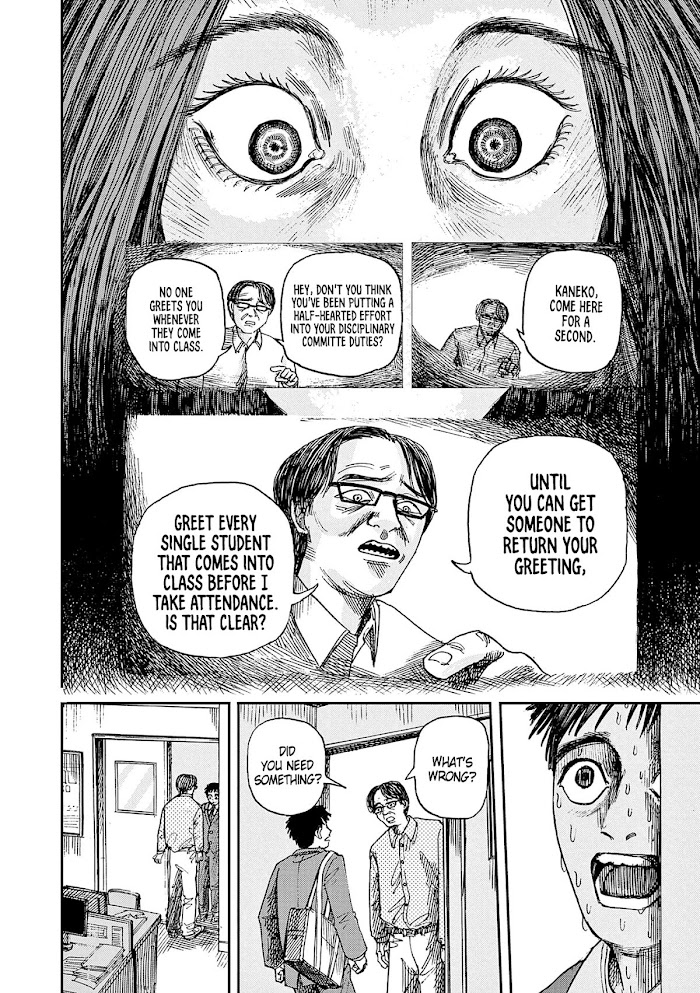 KANEKO,
COME HERE
FOR A
SECOND.
HEY, DON'T YOU THINK
YOU'VE BEEN PUTTING A
HALF-HEARTED EFFORT
INTO YOUR DISCIPLINARY
COMMITTE DUTIES?
NO ONE
GREETS YOU
WHENEVER
THEY COME
INTO CLASS.
UNTIL
YOU CAN GET
SOMEONE TO
RETURN YOUR
GREETING,
GREET EVERY
SINGLE STUDENT
THAT COMES INTO
CLASS BEFORE I
TAKE ATTENDANCE.
IS THAT CLEAR?
WHAT'S
WRONG?
DID
YOU NEED
SOMETHING?